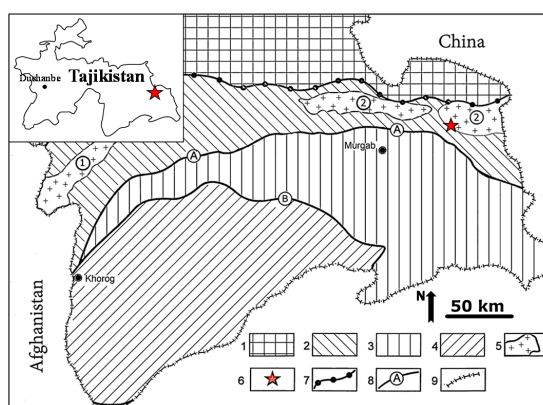 China
Dushanbe
Tajikistan
2
2
A
Murgab
1
A
B
Khorog
Afghanistan
N
50 km
1
2
3
4
5
6
7
8
A
9